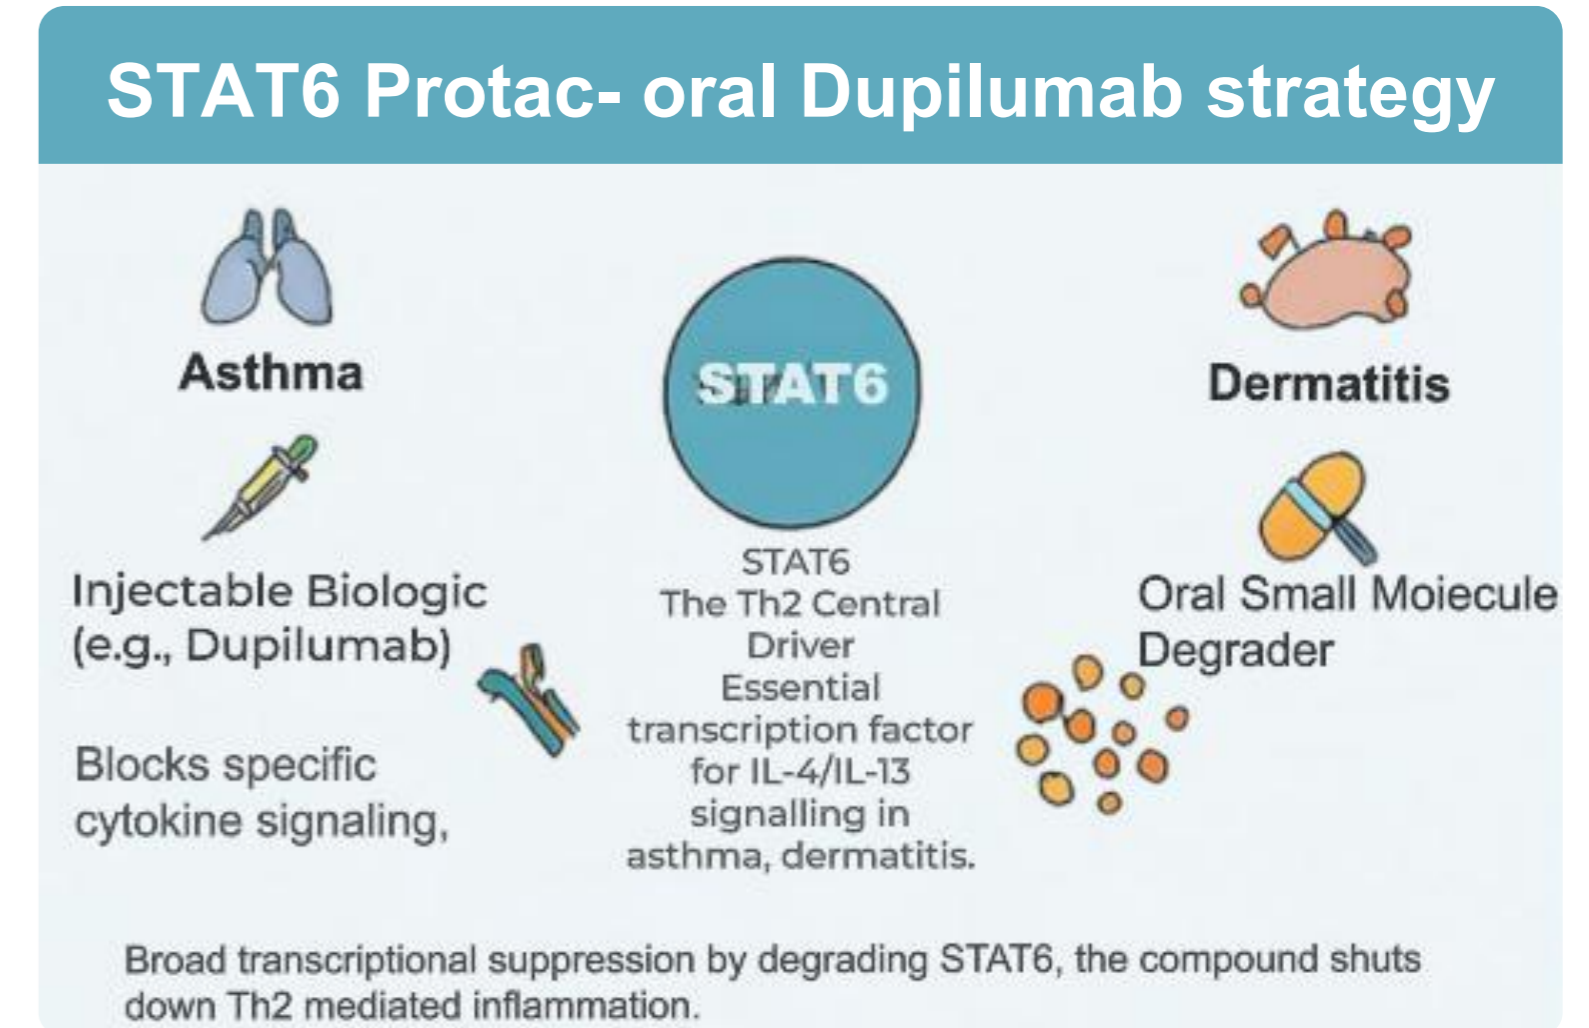 STAT6 Protac- oral Dupilumab strategy
Asthma
Injectable Biologic
(e.g., Dupilumab)
Blocks specific
cytokine signaling,
STAT6
STAT6
The Th2 Central
Driver
Essential
transcription factor
for IL-4/IL-13
signalling in
asthma, dermatitis.
Dermatitis
Oral Small Moiecule
Degrader
Broad transcriptional suppression by degrading STAT6, the compound shuts
down Th2 mediated inflammation.